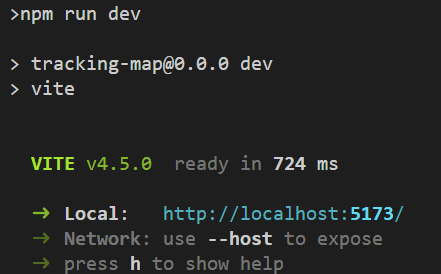 >npm run dev
> tracking-map@0.0.0 dev
> vite
VITE v4.5.0 ready in 724 ms
➜ Local: http://localhost:5173/
➜ Network: use --host to expose
➜ press h to show help